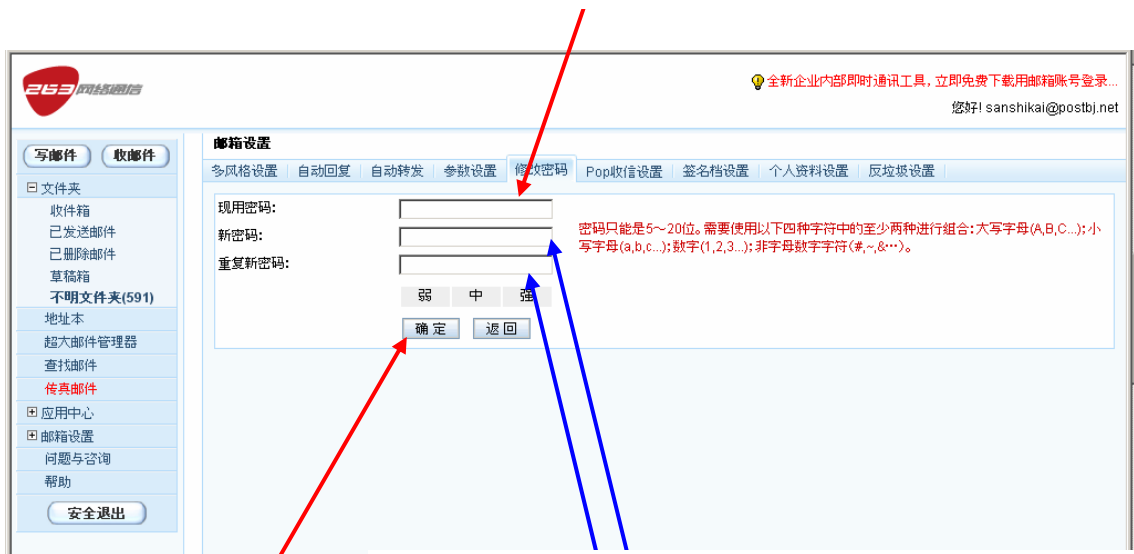 263网络通信
全新企业内部即时通讯工具, 立即免费下载用邮箱账号登录...
您好! sanshikai@postbj.net
写邮件 收邮件
文件夹
收件箱
已发送邮件
已删除邮件
草稿箱
不明文件夹(591)
地址本
超大邮件管理器
查找邮件
传真邮件
应用中心
邮箱设置
问题与咨询
帮助
安全退出
邮箱设置
多风格设置 自动回复 自动转发 参数设置 修改密码 Pop收信设置 签名档设置 个人资料设置 反垃圾设置
现用密码:
新密码:
重复新密码:
密码只能是5~20位。需要使用以下四种字符中的至少两种进行组合:大写字母(A,B,C...);小
写字母(a,b,c...);数字(1,2,3...);非字母数字字符(#,~,&…)。
弱 中 强
确定 返回